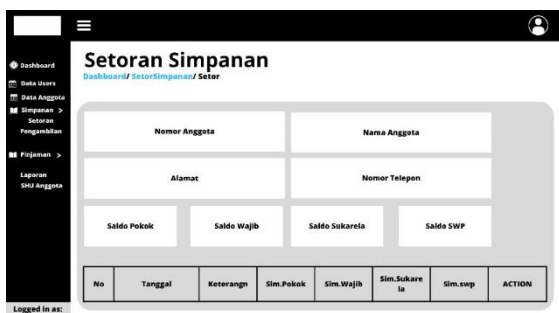 Setoran Simpanan
Dashboard/ SetorSimpanan/ Setor
Dashboard
Data Users
Data Anggota
Simpanan >
Setoran
Pengambilan
Pinjaman >
Laporan
SHU Anggota
Logged in as:
Nomor Anggota
Nama Anggota
Alamat
Nomor Telepon
Saldo Pokok
Saldo Wajib
Saldo Sukarela
Saldo SWP
No
Tanggal
Keterangn
Sim.Pokok
Sim.Wajib
Sim.Sukare
la
Sim.swp
ACTION